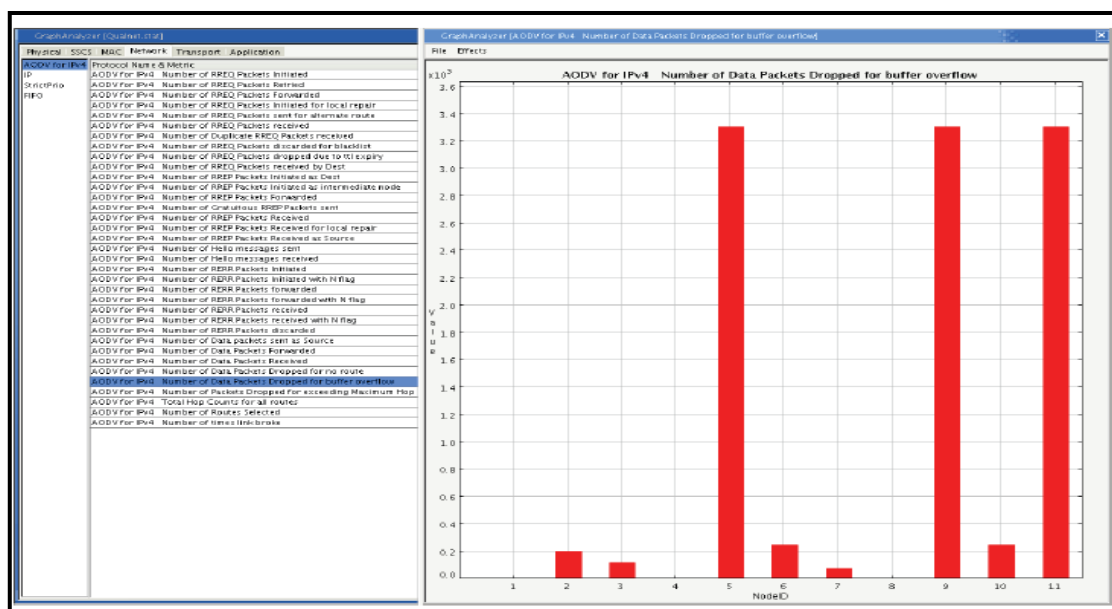 GraphAnalyzer [Qualnet.stat]
Physical SSCS MAC Network Transport Application
AODV for IPv4
IP
StrictPrio
FIFO
Protocol Name & Metric
AODV for IPv4 Number of RREQ Packets Initiated
AODV for IPv4 Number of RREQ Packets Retried
AODV for IPv4 Number of RREQ Packets Forwarded
AODV for IPv4 Number of RREQ Packets Initiated for local repair
AODV for IPv4 Number of RREQ Packets sent for alternate route
AODV for IPv4 Number of RREQ Packets received
AODV for IPv4 Number of Duplicate RREQ Packets received
AODV for IPv4 Number of RREQ Packets discarded for blacklist
AODV for IPv4 Number of RREQ Packets dropped due to ttl expiry
AODV for IPv4 Number of RREQ Packets received by Dest
AODV for IPv4 Number of RREP Packets Initiated as Dest
AODV for IPv4 Number of RREP Packets Initiated as intermediate node
AODV for IPv4 Number of RREP Packets Forwarded
AODV for IPv4 Number of Gratuitous RREP Packets sent
AODV for IPv4 Number of RREP Packets Received
AODV for IPv4 Number of RREP Packets Received for local repair
AODV for IPv4 Number of RREP Packets Received as Source
AODV for IPv4 Number of Hello messages sent
AODV for IPv4 Number of Hello messages received
AODV for IPv4 Number of RERR Packets Initiated
AODV for IPv4 Number of RERR Packets Initiated with N flag
AODV for IPv4 Number of RERR Packets forwarded
AODV for IPv4 Number of RERR Packets forwarded with N flag
AODV for IPv4 Number of RERR Packets received
AODV for IPv4 Number of RERR Packets received with N flag
AODV for IPv4 Number of RERR Packets discarded
AODV for IPv4 Number of Data packets sent as Source
AODV for IPv4 Number of Data Packets Forwarded
AODV for IPv4 Number of Data Packets Received
AODV for IPv4 Number of Data Packets Dropped for no route
AODV for IPv4 Number of Data Packets Dropped for buffer overflow
AODV for IPv4 Number of Packets Dropped for exceeding Maximum Hop
AODV for IPv4 Total Hop Counts for all routes
AODV for IPv4 Number of Routes Selected
AODV for IPv4 Number of times link broke
GraphAnalyzer [AODV for IPv4 Number of Data Packets Dropped for buffer overflow]
File Effects
AODV for IPv4 Number of Data Packets Dropped for buffer overflow
x10³
3.6
3.4
3.2
3.0
2.8
2.6
2.4
2.2
2.0
1.8
1.6
1.4
1.2
1.0
0.8
0.6
0.4
0.2
0.0
Value
1 2 3 4 5 6 7 8 9 10 11
NodeID